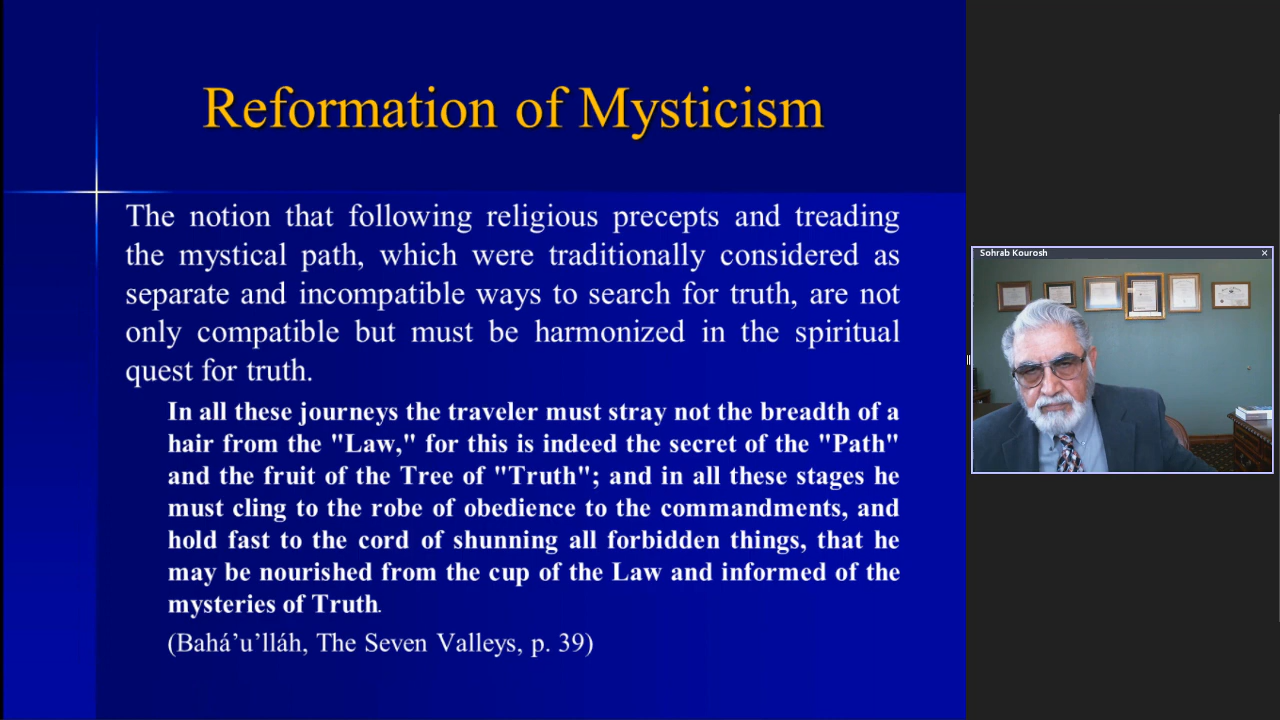 Reformation of Mysticism
The notion that following religious precepts and treading
the mystical path, which were traditionally considered as
separate and incompatible ways to search for truth, are not
only compatible but must be harmonized in the spiritual
quest for truth.
In all these journeys the traveler must stray not the breadth of a
hair from the "Law," for this is indeed the secret of the "Path"
and the fruit of the Tree of "Truth"; and in all these stages he
must cling to the robe of obedience to the commandments, and
hold fast to the cord of shunning all forbidden things, that he
may be nourished from the cup of the Law and informed of the
mysteries of Truth.
(Bahá’u’lláh, The Seven Valleys, p. 39)
Sohrab Kourosh